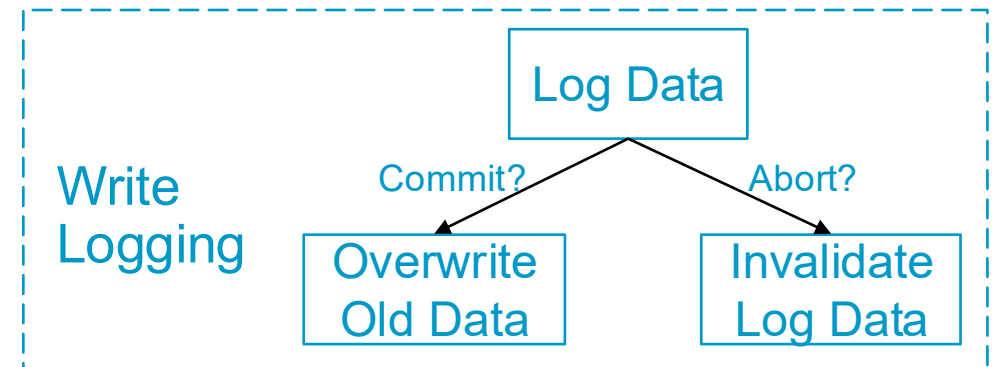 Log Data
Commit?
Abort?
Write
Logging
Overwrite
Old Data
Invalidate
Log Data